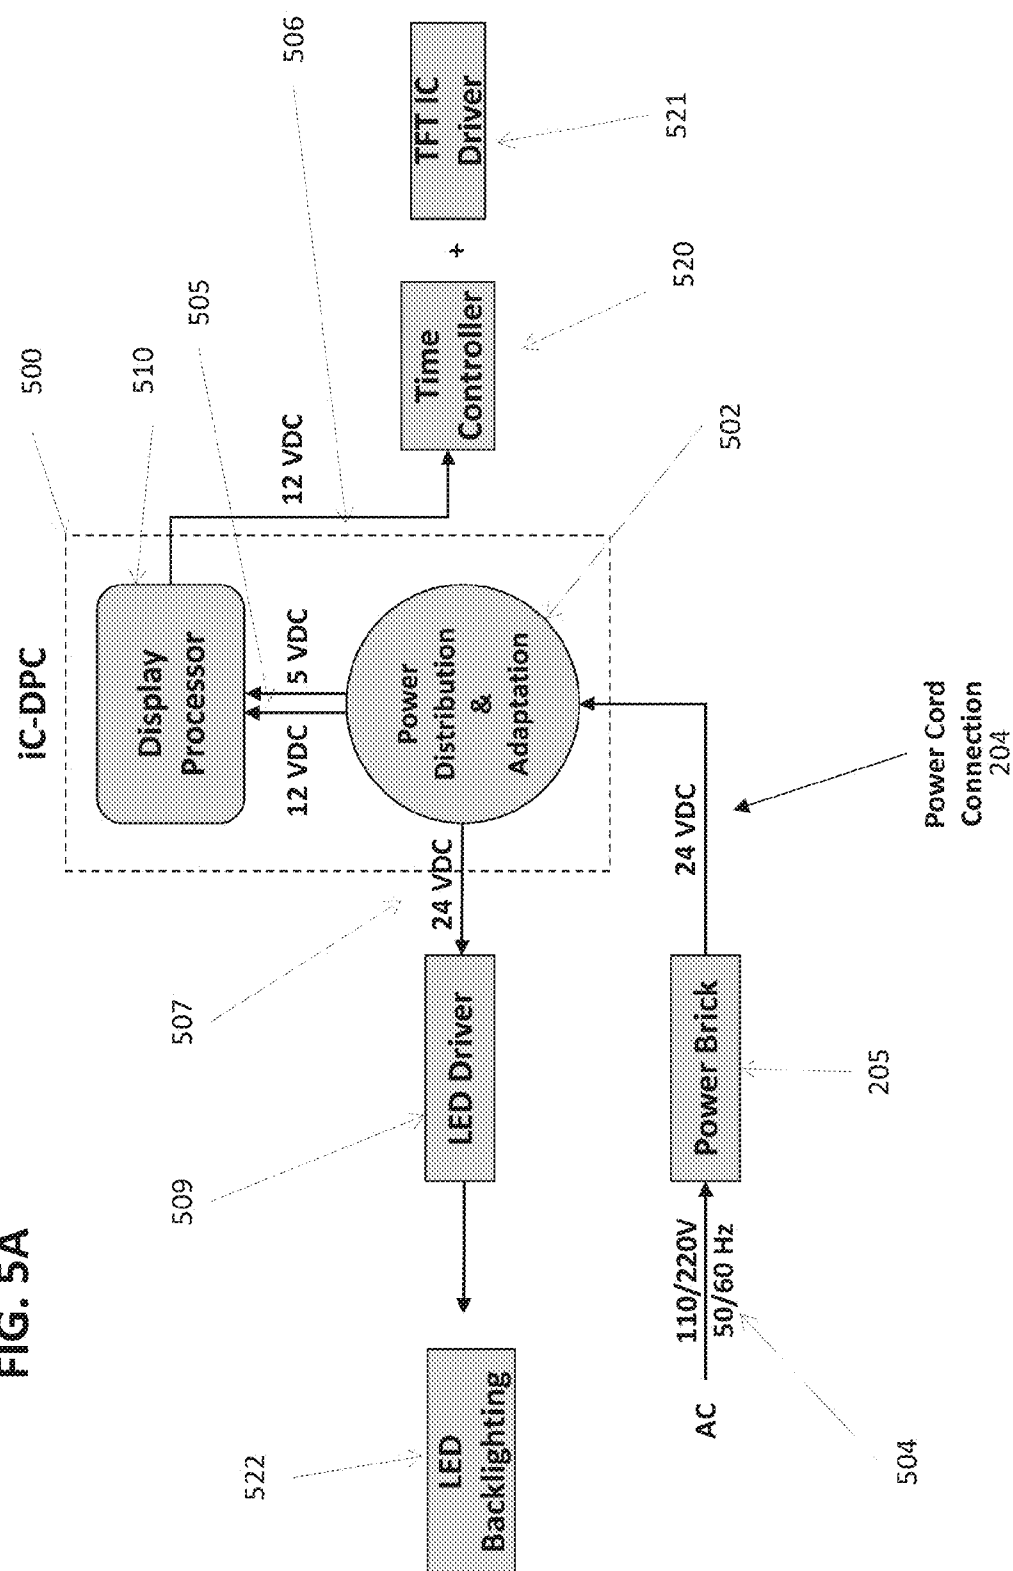 FIG. 5A
iC-DPC
500
510
505
506
Display
Processor
12 VDC
5 VDC
12 VDC
Power
Distribution
&
Adaptation
502
24 VDC
507
LED Driver
509
LED
Backlighting
522
Time
Controller
520
+
TFT IC
Driver
521
AC
110/220V
50/60 Hz
504
Power Brick
205
24 VDC
Power Cord
Connection
204